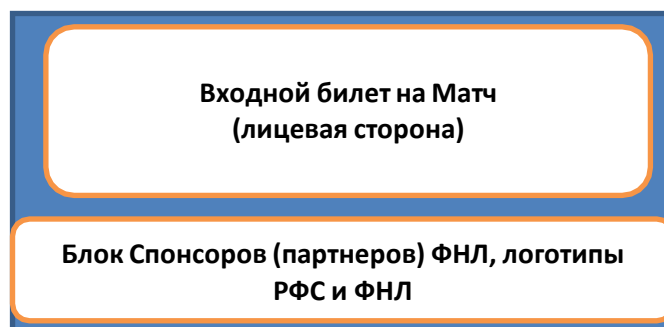 Входной билет на Матч
(лицевая сторона)
Блок Спонсоров (партнеров) ФНЛ, логотипы
РФС и ФНЛ